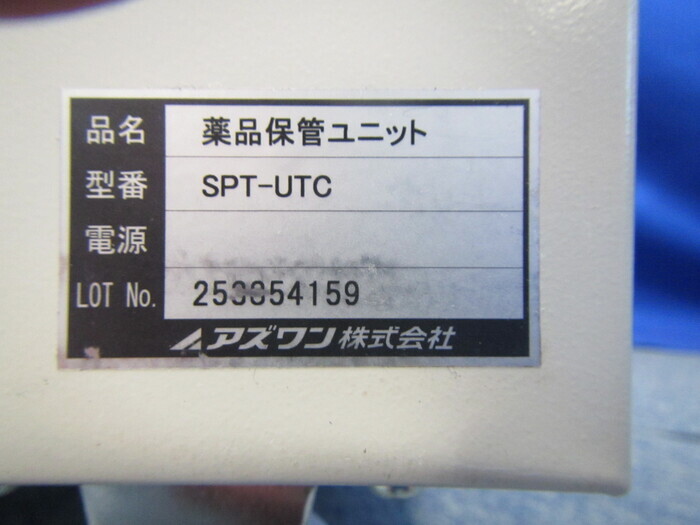 品名 薬品保管ユニット
型番 SPT-UTC
電源
LOT No. 253354159
アズワン株式会社